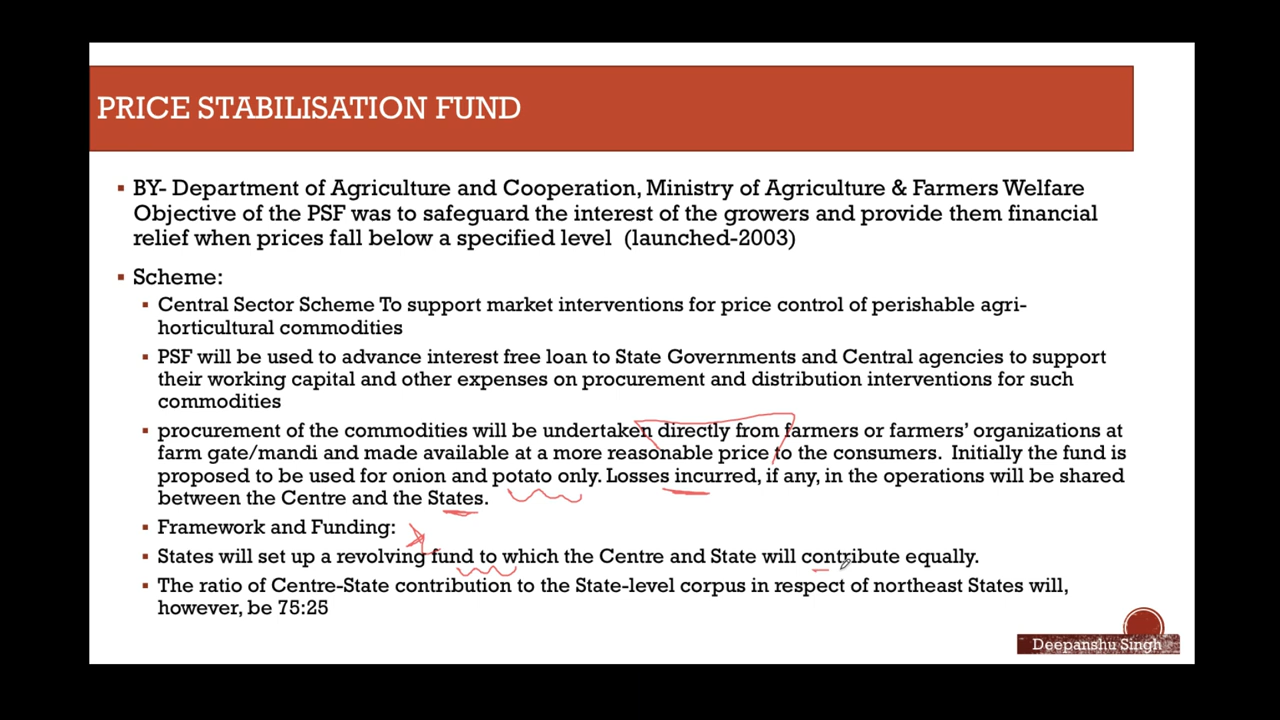 PRICE STABILISATION FUND
▪ BY- Department of Agriculture and Cooperation, Ministry of Agriculture & Farmers Welfare
Objective of the PSF was to safeguard the interest of the growers and provide them financial
relief when prices fall below a specified level (launched-2003)
▪ Scheme:
▪ Central Sector Scheme To support market interventions for price control of perishable agri-
horticultural commodities
▪ PSF will be used to advance interest free loan to State Governments and Central agencies to support
their working capital and other expenses on procurement and distribution interventions for such
commodities
▪ procurement of the commodities will be undertaken directly from farmers or farmers' organizations at
farm gate/mandi and made available at a more reasonable price to the consumers. Initially the fund is
proposed to be used for onion and potato only. Losses incurred, if any, in the operations will be shared
between the Centre and the States.
▪ Framework and Funding:
▪ States will set up a revolving fund to which the Centre and State will contribute equally.
▪ The ratio of Centre-State contribution to the State-level corpus in respect of northeast States will,
however, be 75:25
Deepanshu Singh